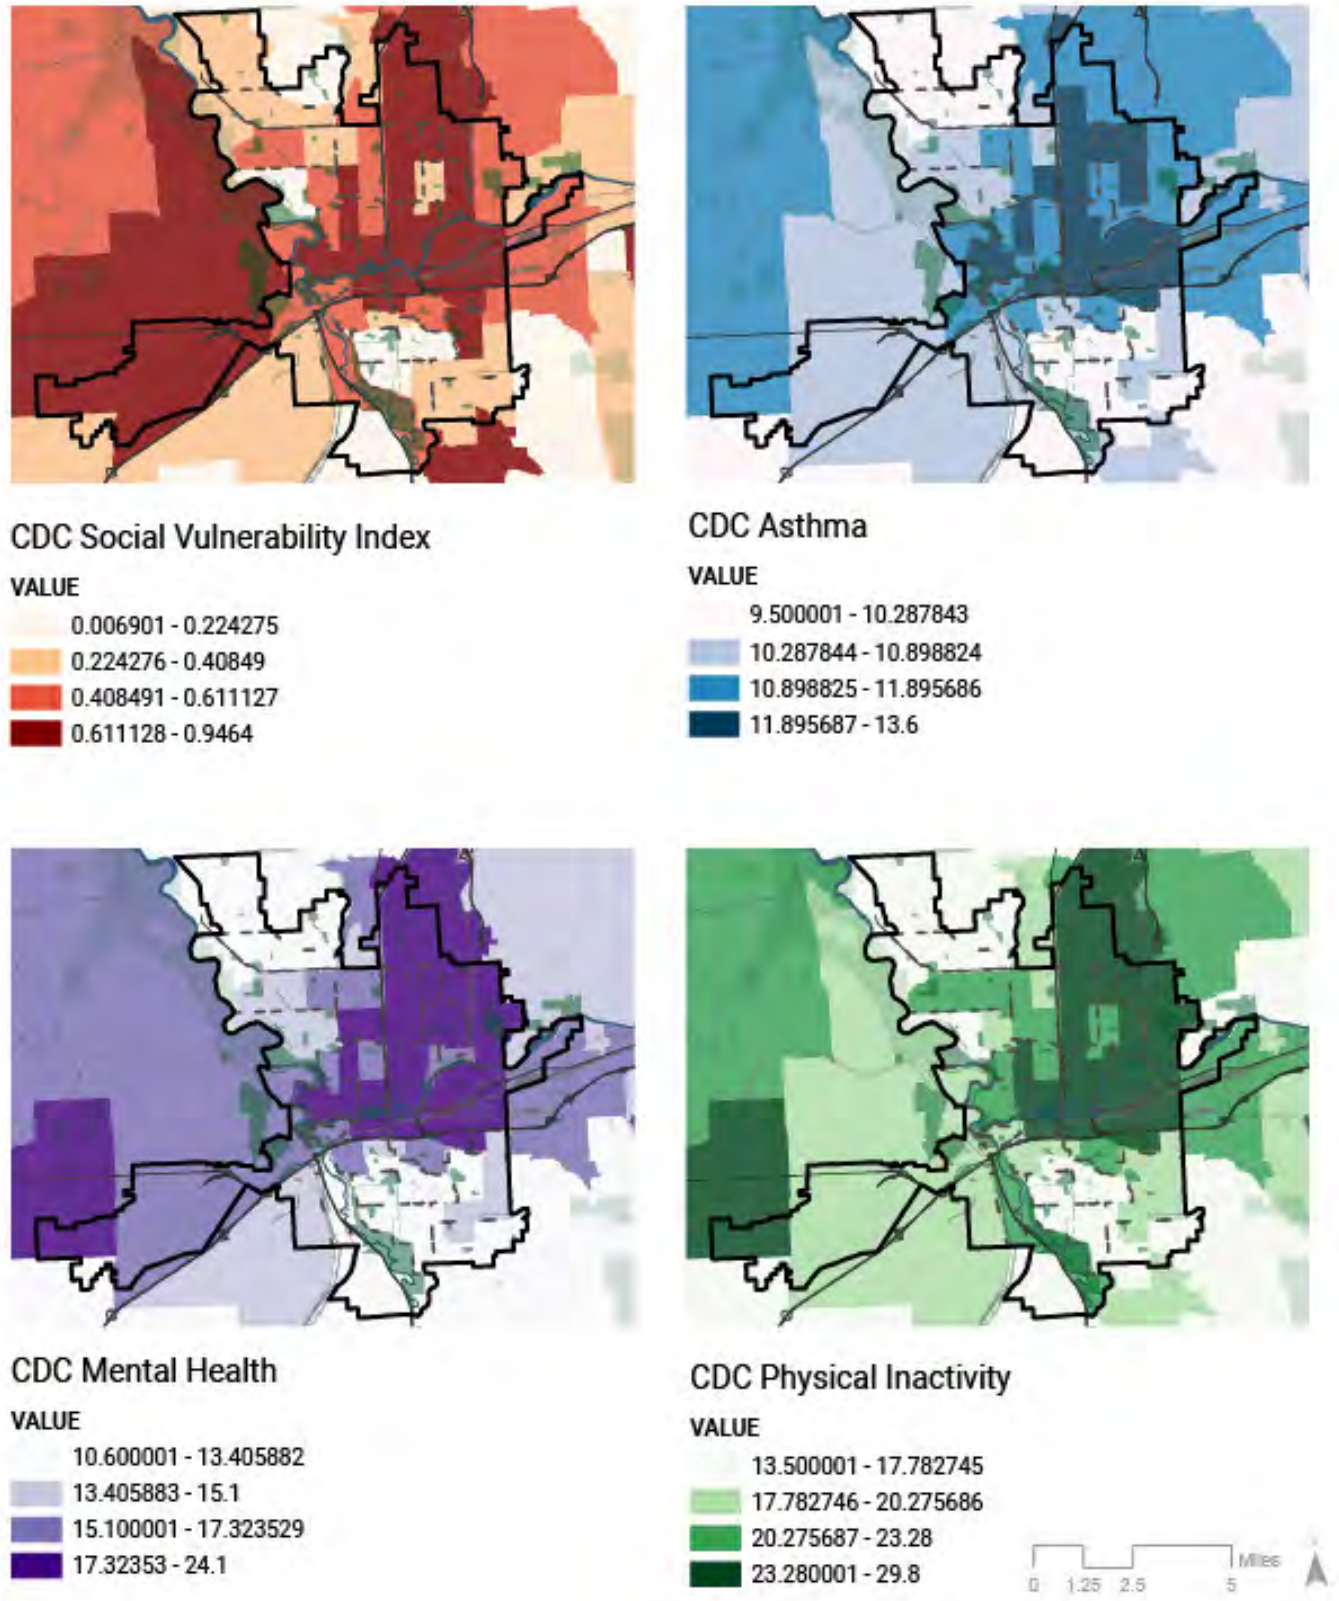 CDC Social Vulnerability Index
VALUE
0.006901 - 0.224275
0.224276 - 0.40849
0.408491 - 0.611127
0.611128 - 0.9464
CDC Asthma
VALUE
9.500001 - 10.287843
10.287844 - 10.898824
10.898825 - 11.895686
11.895687 - 13.6
CDC Mental Health
VALUE
10.600001 - 13.405882
13.405883 - 15.1
15.100001 - 17.323529
17.32353 - 24.1
CDC Physical Inactivity
VALUE
13.500001 - 17.782745
17.782746 - 20.275686
20.275687 - 23.28
23.280001 - 29.8
Miles
0 1.25 2.5 5